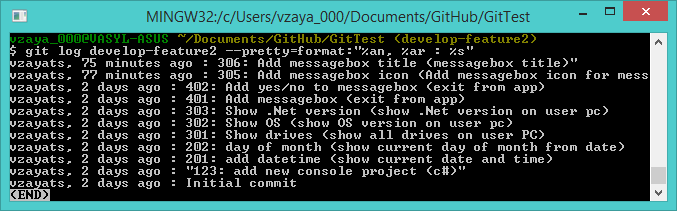 MINGW32:/c/Users/vzaya_000/Documents/GitHub/GitTest
vzaya_000@VASYL-ASUS ~/Documents/GitHub/GitTest (develop-feature2)
$ git log develop-feature2 --pretty=format:"%an, %ar : %s"
vzayats, 75 minutes ago : 306: Add messagebox title (messagebox title)"
vzayats, 77 minutes ago : 305: Add messagebox icon (Add messagebox icon for mess
vzayats, 2 days ago : 402: Add yes/no to messagebox (exit from app)
vzayats, 2 days ago : 401: Add messagebox (exit from app)
vzayats, 2 days ago : 303: Show .Net version (show .Net version on user pc)
vzayats, 2 days ago : 302: Show OS (show OS version on user pc)
vzayats, 2 days ago : 301: Show drives (show all drives on user PC)
vzayats, 2 days ago : 202: day of month (show current day of month from date)
vzayats, 2 days ago : 201: add datetime (show current date and time)
vzayats, 2 days ago : "123: add new console project (c#)"
vzayats, 2 days ago : Initial commit
(END)